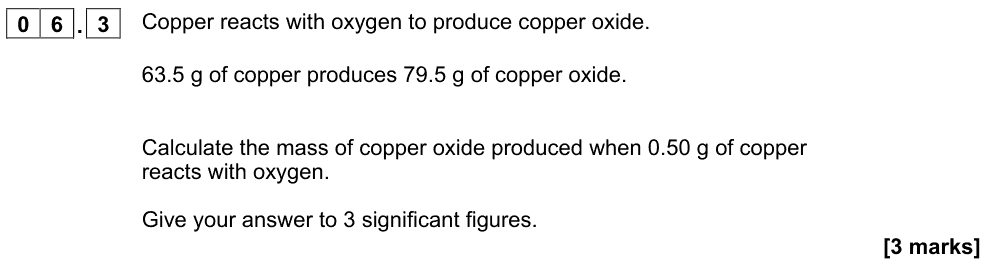 0 6 . 3 Copper reacts with oxygen to produce copper oxide.
63.5 g of copper produces 79.5 g of copper oxide.
Calculate the mass of copper oxide produced when 0.50 g of copper
reacts with oxygen.
Give your answer to 3 significant figures.
[3 marks]